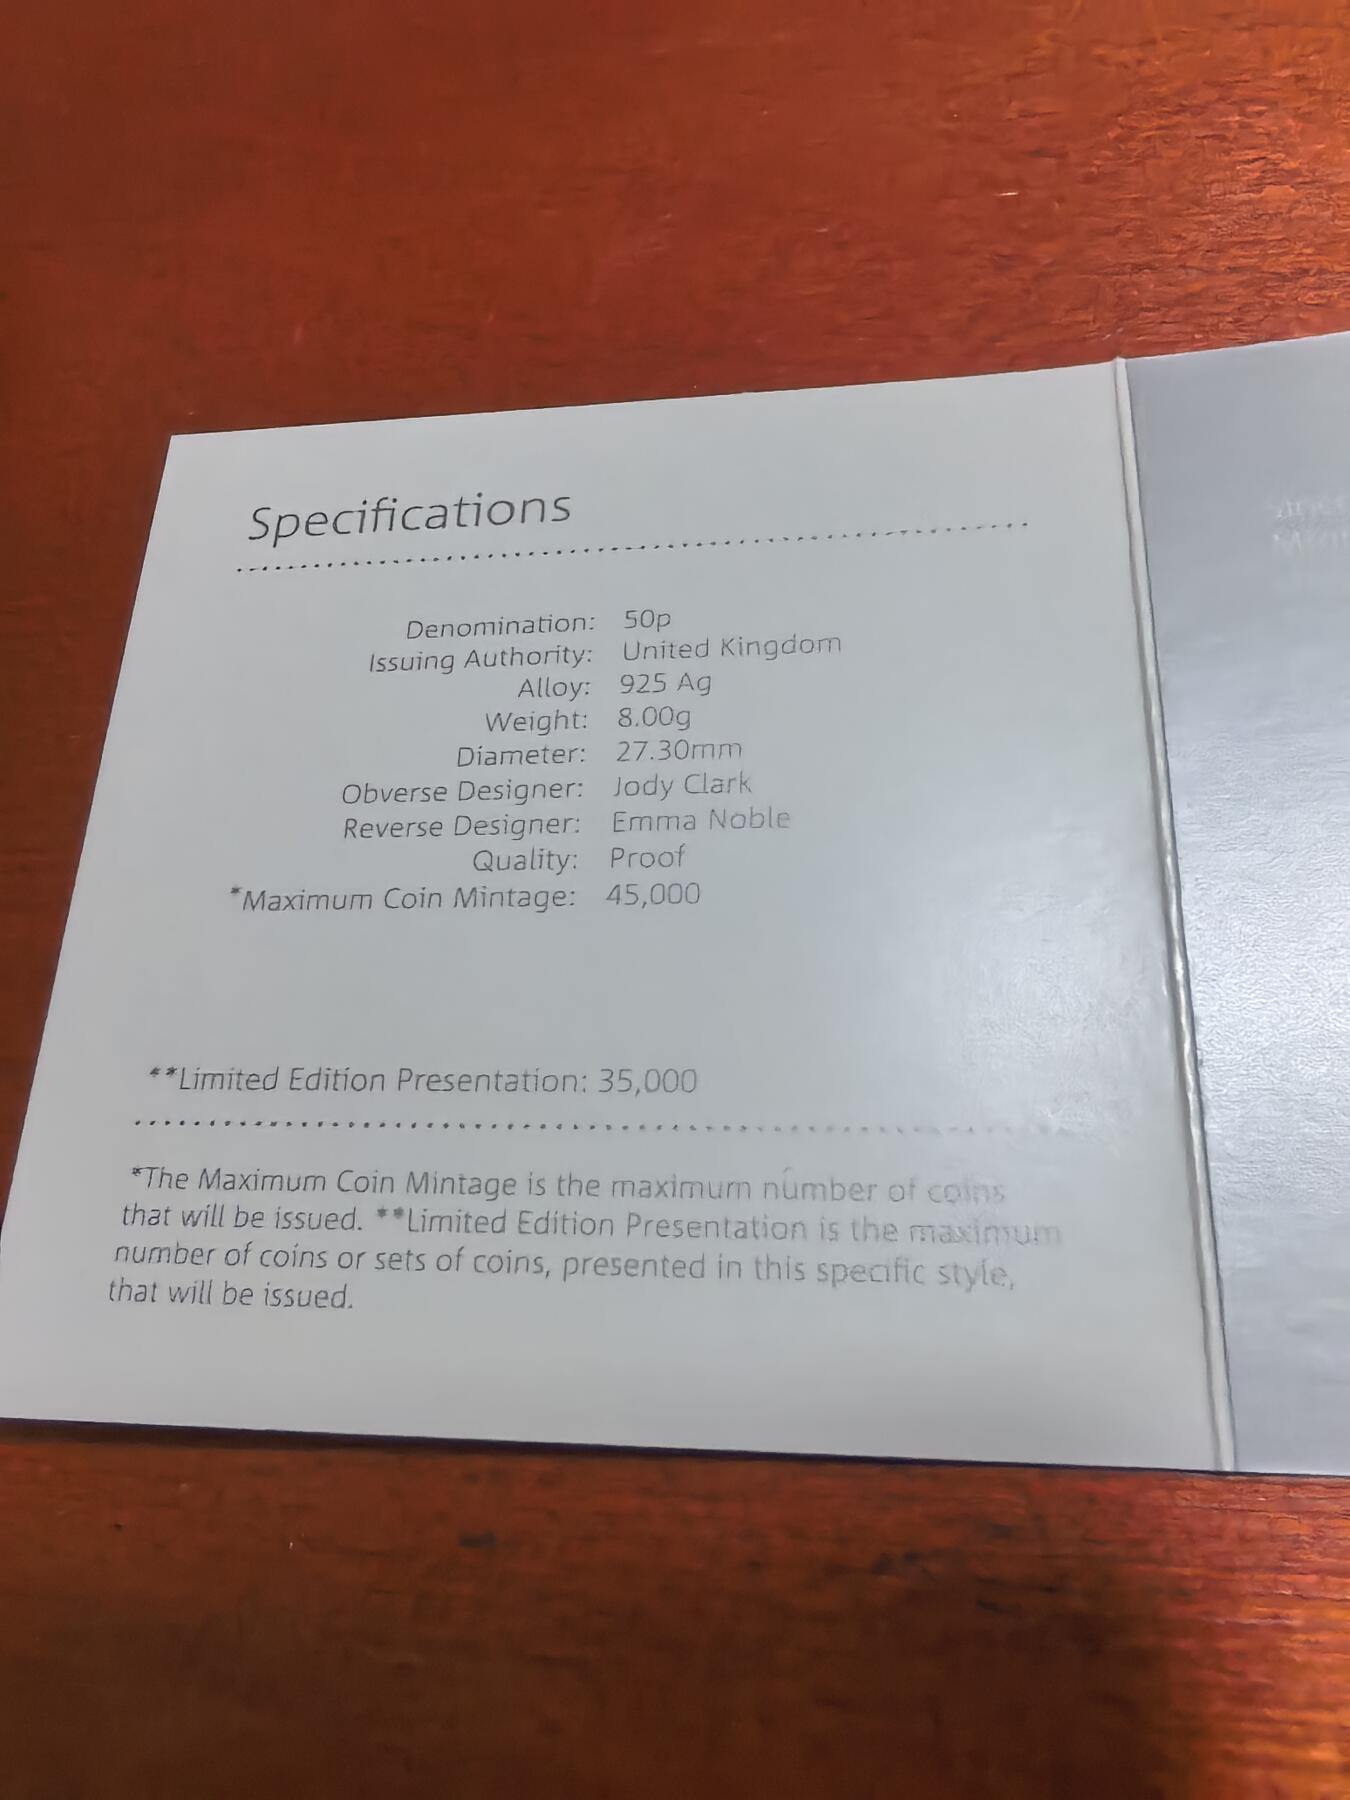 Specifications
Denomination: 50p
Issuing Authority: United Kingdom
Alloy: 925 Ag
Weight: 8.00g
Diameter: 27.30mm
Obverse Designer: Jody Clark
Reverse Designer: Emma Noble
Quality: Proof
*Maximum Coin Mintage: 45,000
**Limited Edition Presentation: 35,000
*The Maximum Coin Mintage is the maximum number of coins
that will be issued. **Limited Edition Presentation is the maximum
number of coins or sets of coins, presented in this specific style,
that will be issued.